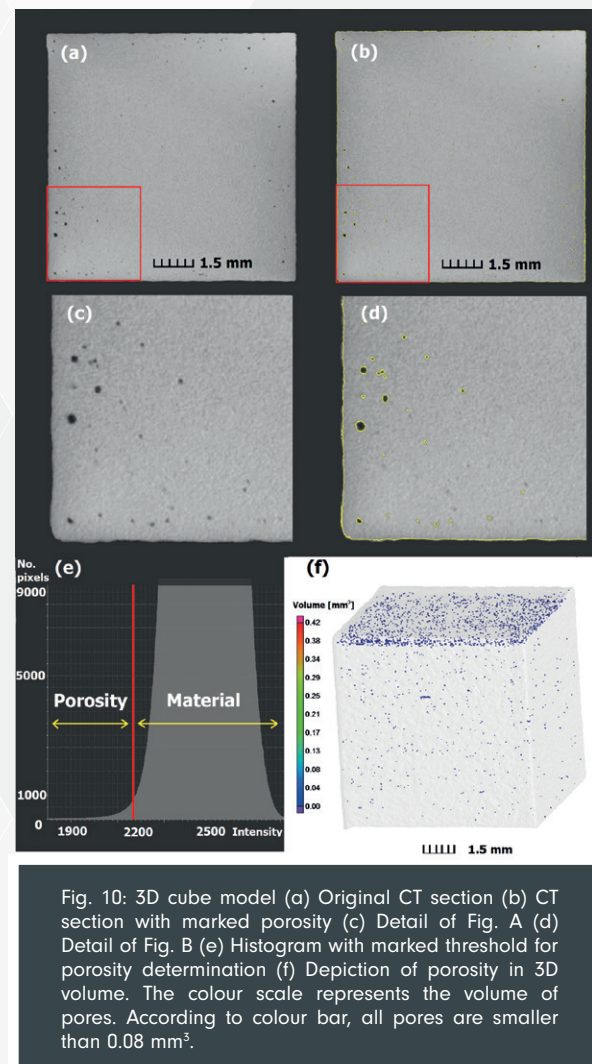 (a)
(b)
1.5 mm
1.5 mm
(c)
(d)
No.
pixels
(e)
9000
5000
1000
0
Porosity
Material
1900
2200
2500
Intensity
(f)
Volume [mm³]
0.42
0.38
0.34
0.29
0.25
0.21
0.17
0.13
0.08
0.04
0.00
1.5 mm
Fig. 10: 3D cube model (a) Original CT section (b) CT
section with marked porosity (c) Detail of Fig. A (d)
Detail of Fig. B (e) Histogram with marked threshold for
porosity determination (f) Depiction of porosity in 3D
volume. The colour scale represents the volume of
pores. According to colour bar, all pores are smaller
than 0.08 mm³.